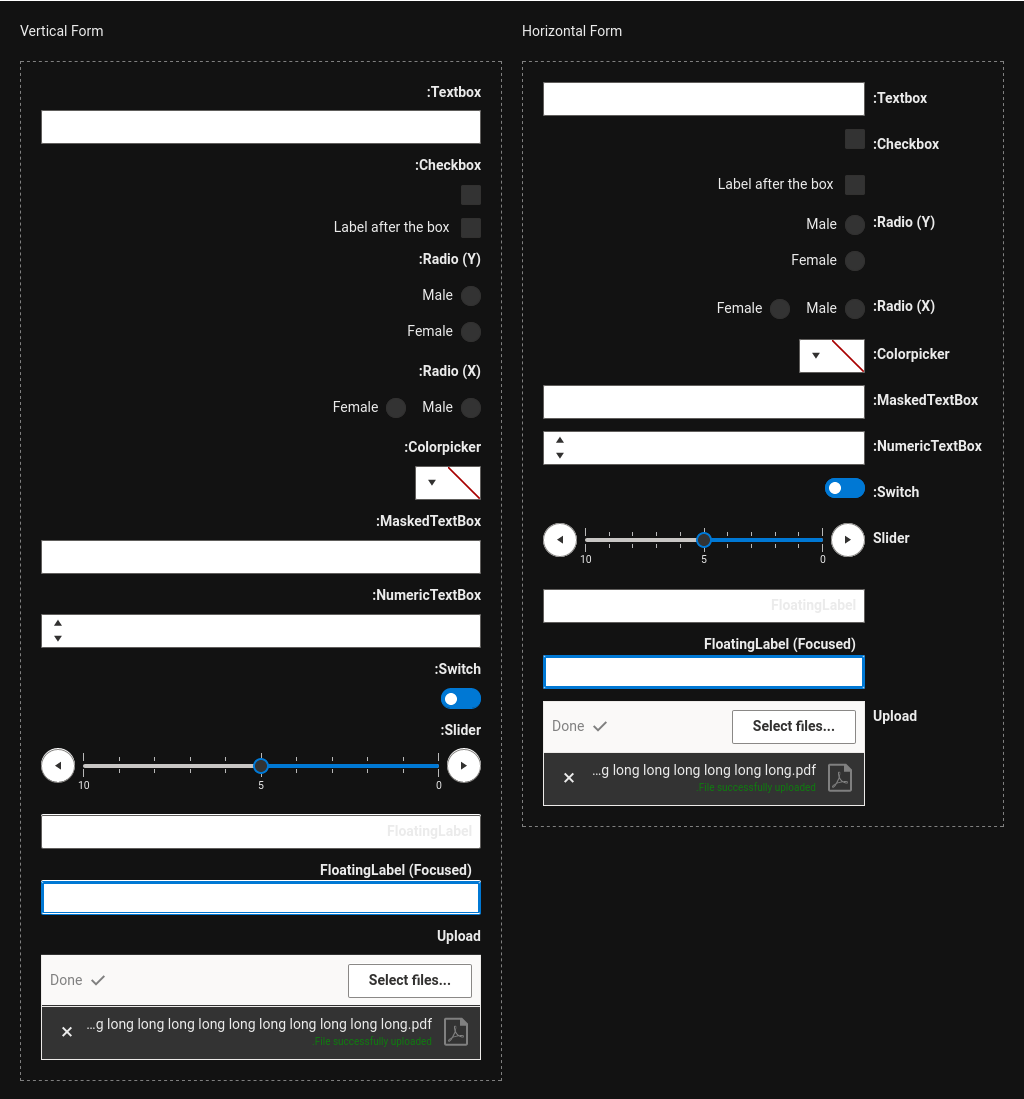 Vertical Form
:Textbox
:Checkbox
Label after the box
:Radio (Y)
Male
Female
:Radio (X)
Female Male
:Colorpicker
:MaskedTextBox
:NumericTextBox
:Switch
:Slider
10 5 0
FloatingLabel
FloatingLabel (Focused)
Upload
Done Select files...
...g long long long long long long long long long long.pdf
.File successfully uploaded
Horizontal Form
:Textbox
:Checkbox
Label after the box
Male :Radio (Y)
Female
Female Male :Radio (X)
:Colorpicker
:MaskedTextBox
:NumericTextBox
:Switch
Slider
10 5 0
FloatingLabel
FloatingLabel (Focused)
Upload
Done Select files...
...g long long long long long long.pdf
.File successfully uploaded